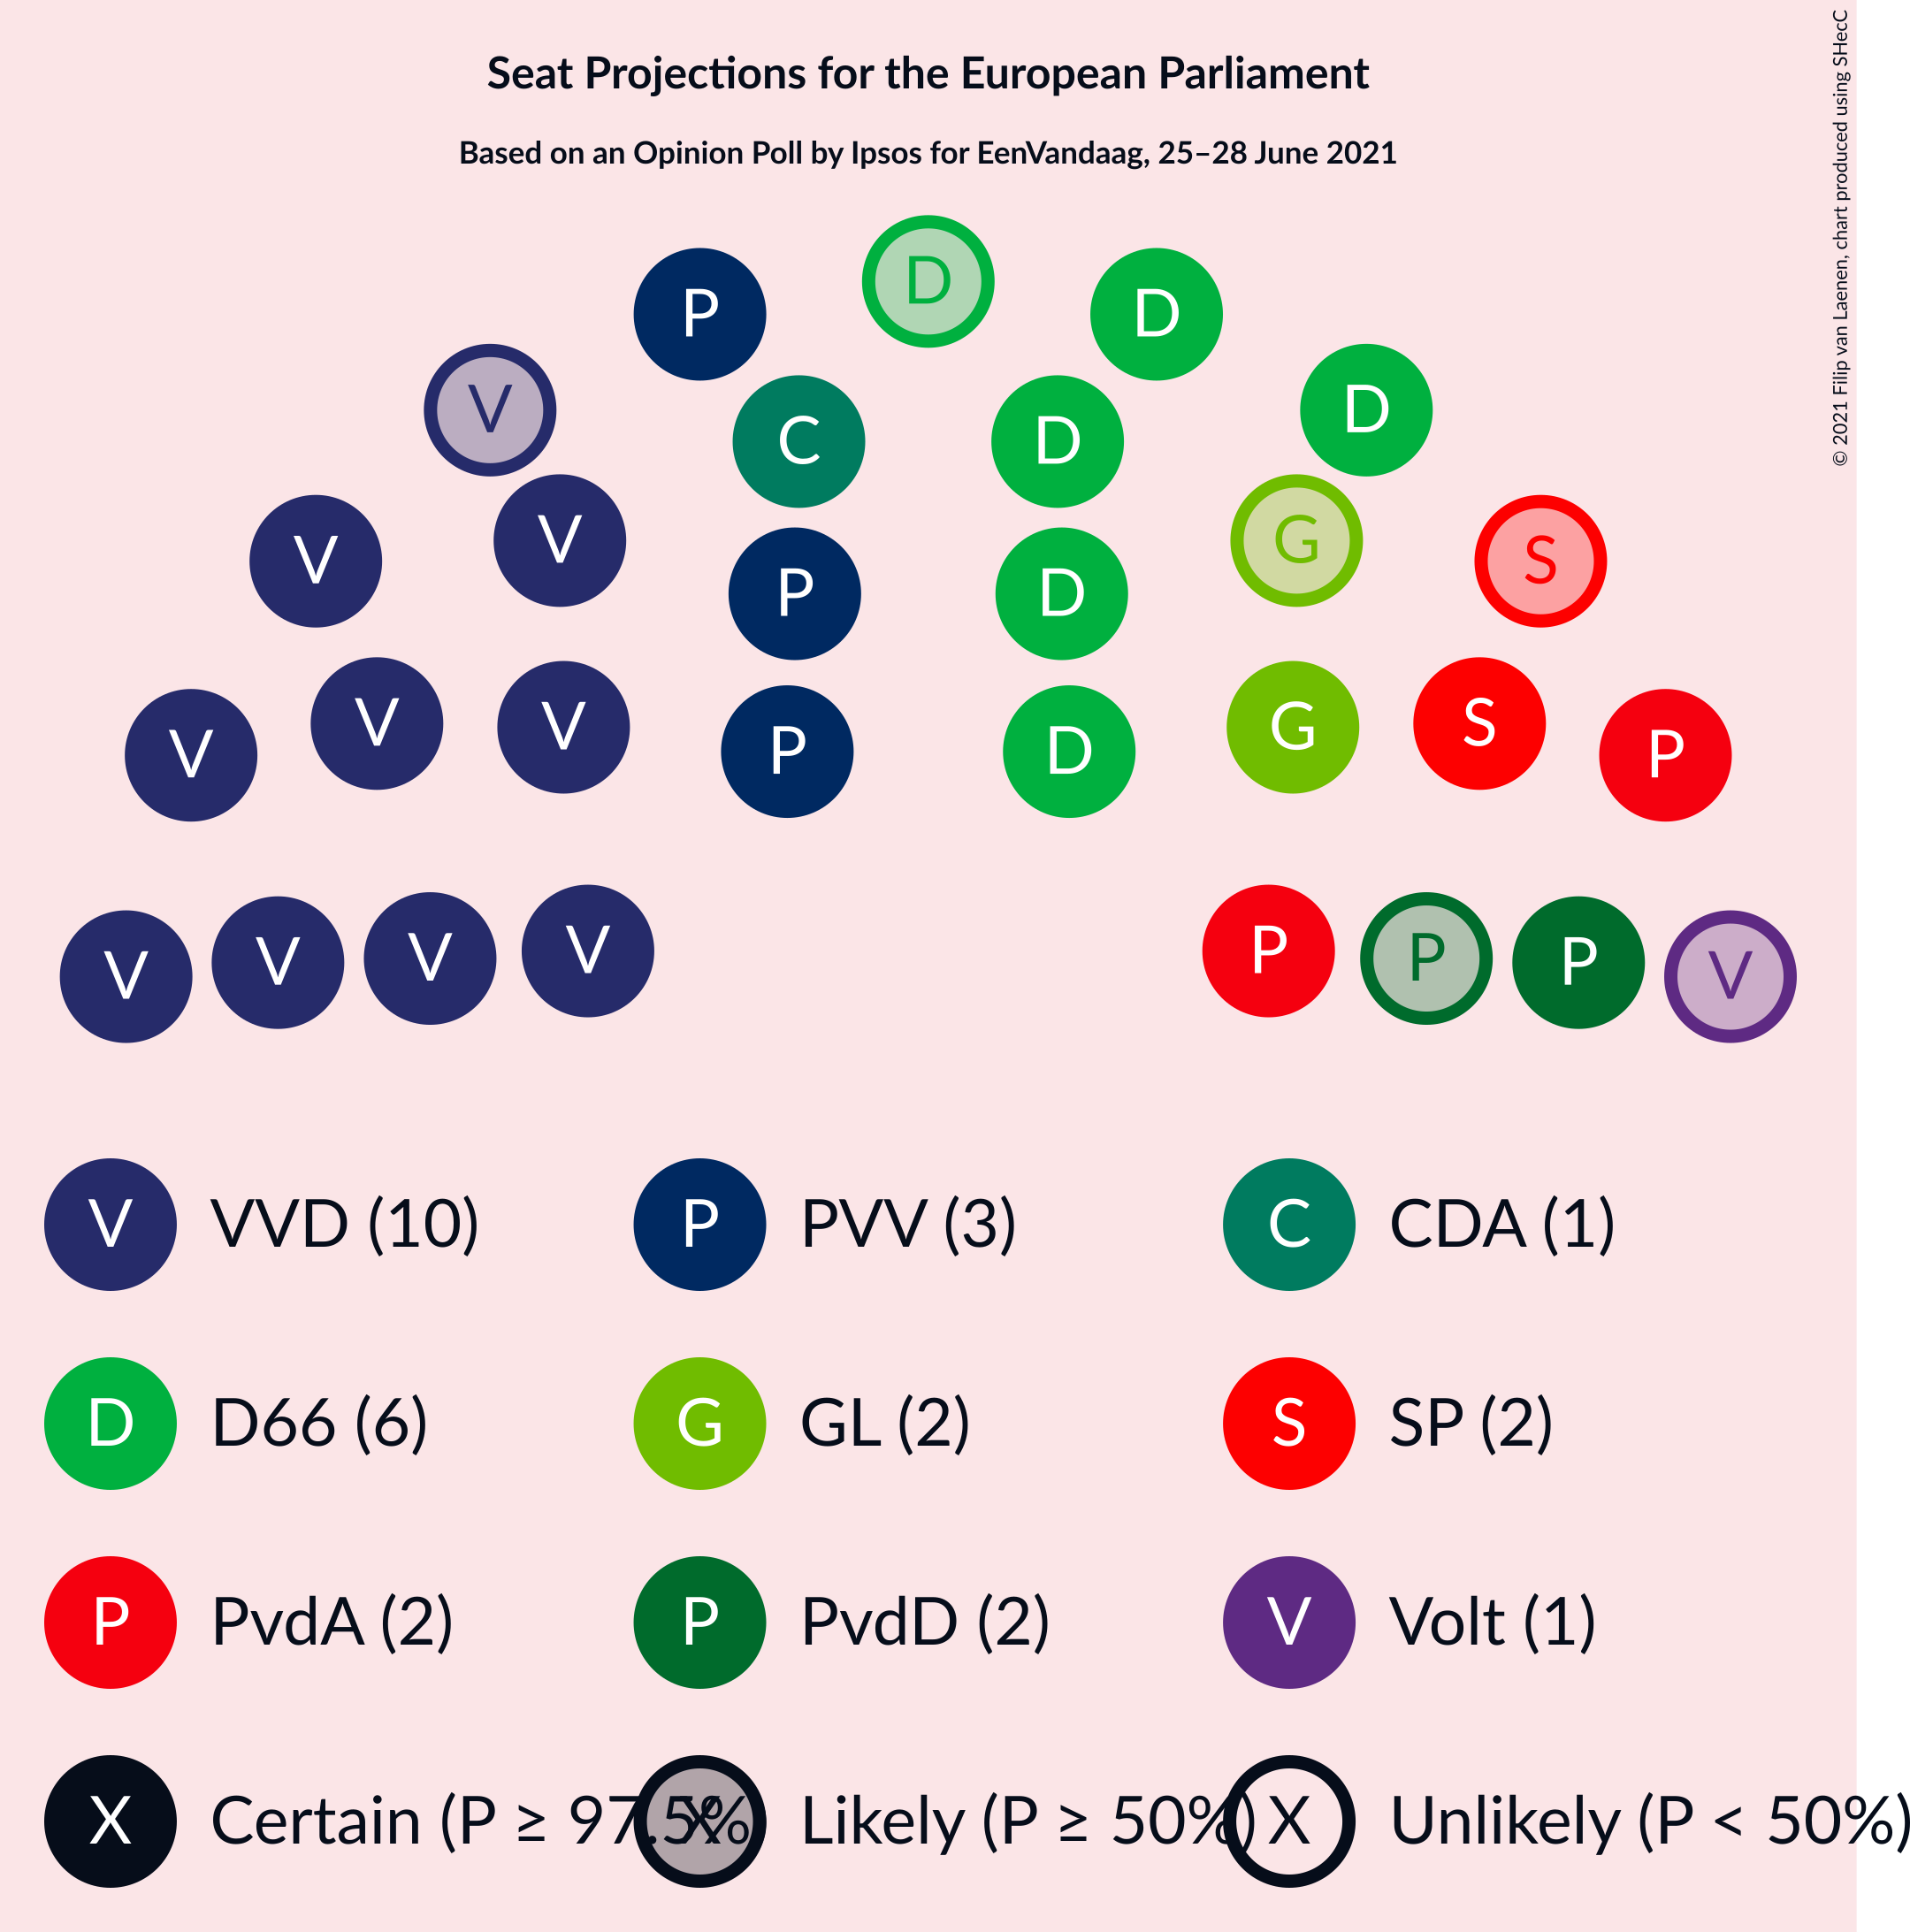 Seat Projections for the European Parliament
Based on an Opinion Poll by Ipsos for EenVandaag, 25–28 June 2021
© 2021 Filip van Laenen, chart produced using SHecC
D
P D
V D
C D
V V G S
P D
V V V P D G S P
V V V V P P P V
V VVD (10) P PVV (3) C CDA (1)
D D66 (6) G GL (2) S SP (2)
P PvdA (2) P PvdD (2) V Volt (1)
X Certain (P ≥ 97.5% X Likely (P ≥ 50%) X Unlikely (P < 50%)